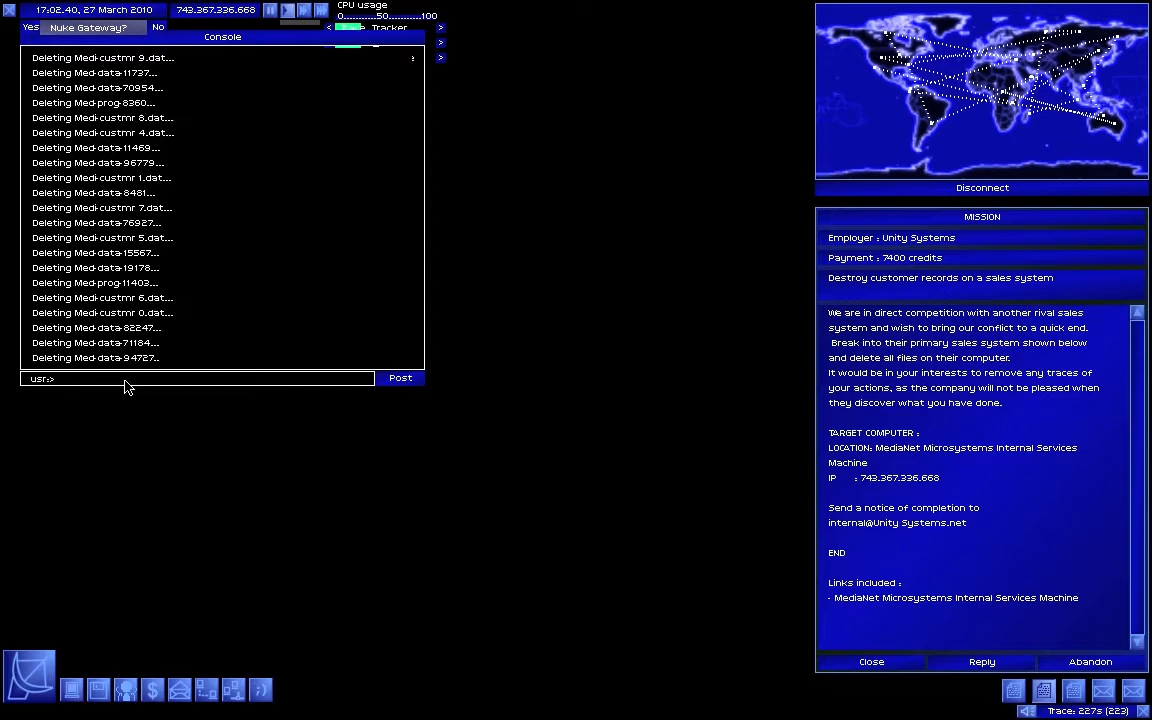 17:02.40, 27 March 2010
743.367.336.668
CPU usage
0......50......100
Yes
Nuke Gateway?
No
< Tracker >
>
>
Console
Deleting Medi-custmr 9.dat...
Deleting Med-data-11737...
Deleting Med-data-70954...
Deleting Med-prog-8360...
Deleting Medi-custmr 8.dat...
Deleting Medi-custmr 4.dat...
Deleting Med-data-11469...
Deleting Med-data-96779...
Deleting Medi-custmr 1.dat...
Deleting Med-data-8481...
Deleting Medi-custmr 7.dat...
Deleting Med-data-76927...
Deleting Medi-custmr 5.dat...
Deleting Med-data-15567...
Deleting Med-data-19178...
Deleting Med-prog-11403...
Deleting Medi-custmr 6.dat...
Deleting Medi-custmr 0.dat...
Deleting Med-data-82247...
Deleting Med-data-71184...
Deleting Med-data-94727...
usr:>
Post
Disconnect
MISSION
Employer : Unity Systems
Payment : 7400 credits
Destroy customer records on a sales system
We are in direct competition with another rival sales
system and wish to bring our conflict to a quick end.
Break into their primary sales system shown below
and delete all files on their computer.
It would be in your interests to remove any traces of
your actions, as the company will not be pleased when
they discover what you have done.
TARGET COMPUTER :
LOCATION: MediaNet Microsystems Internal Services
Machine
IP : 743.367.336.668
Send a notice of completion to
internal@Unity Systems.net
END
Links included :
- MediaNet Microsystems Internal Services Machine
Close
Reply
Abandon
Trace: 227s (223)